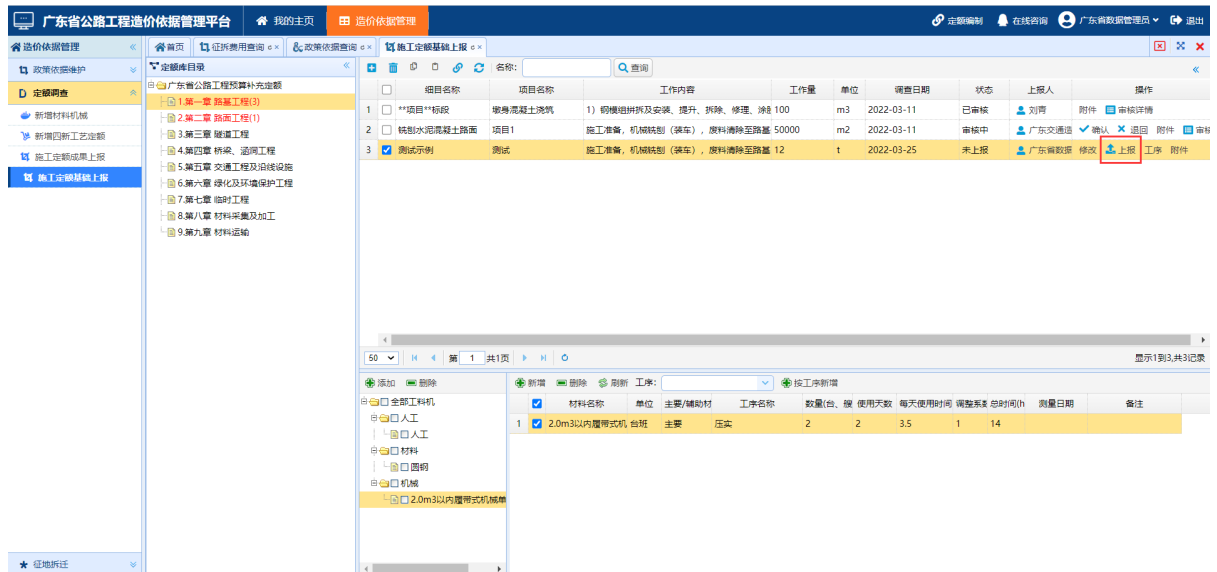 广东省公路工程造价依据管理平台 我的主页 造价依据管理 定额编制 在线咨询 广东省数据管理员 退出
造价依据管理 首页 征拆费用查询 政策依据查询 施工定额基础上报
政策依据维护
定额调查
新增材料机械
新增四新工艺定额
施工定额成果上报
施工定额基础上报
征地拆迁
定额库目录
广东省公路工程预算补充定额
1.第一章 路基工程(3)
2.第二章 路面工程(1)
3.第三章 隧道工程
4.第四章 桥梁、涵洞工程
5.第五章 交通工程及沿线设施
6.第六章 绿化及环境保护工程
7.第七章 临时工程
8.第八章 材料采集及加工
9.第九章 材料运输
名称: 查询
细目名称 项目名称 工作内容 工作量 单位 调查日期 状态 上报人 操作
1 **项目**标段 墩身混凝土浇筑 1）钢模组拼拆及安装、提升、拆除、修理、涂 100 m3 2022-03-11 已审核 刘青 附件 审核详情
2 铣刨水泥混凝土路面 项目1 施工准备，机械铣刨（装车），废料清除至路基 50000 m2 2022-03-11 审核中 广东交通造 确认 退回 附件 审核
3 测试示例 测试 施工准备，机械铣刨（装车），废料清除至路基 12 t 2022-03-25 未上报 广东省数据 修改 上报 工序 附件
50 第 1 共1页 显示1到3,共3记录
添加 删除
全部工料机
人工
人工
材料
圆钢
机械
2.0m3以内履带式机械单
新增 删除 刷新 工序: 按工序新增
材料名称 单位 主要/辅助材 工序名称 数量(台、艘 使用天数 每天使用时间 调整系数 总时间(h 测量日期 备注
1 2.0m3以内履带式机 台班 主要 压实 2 2 3.5 1 14